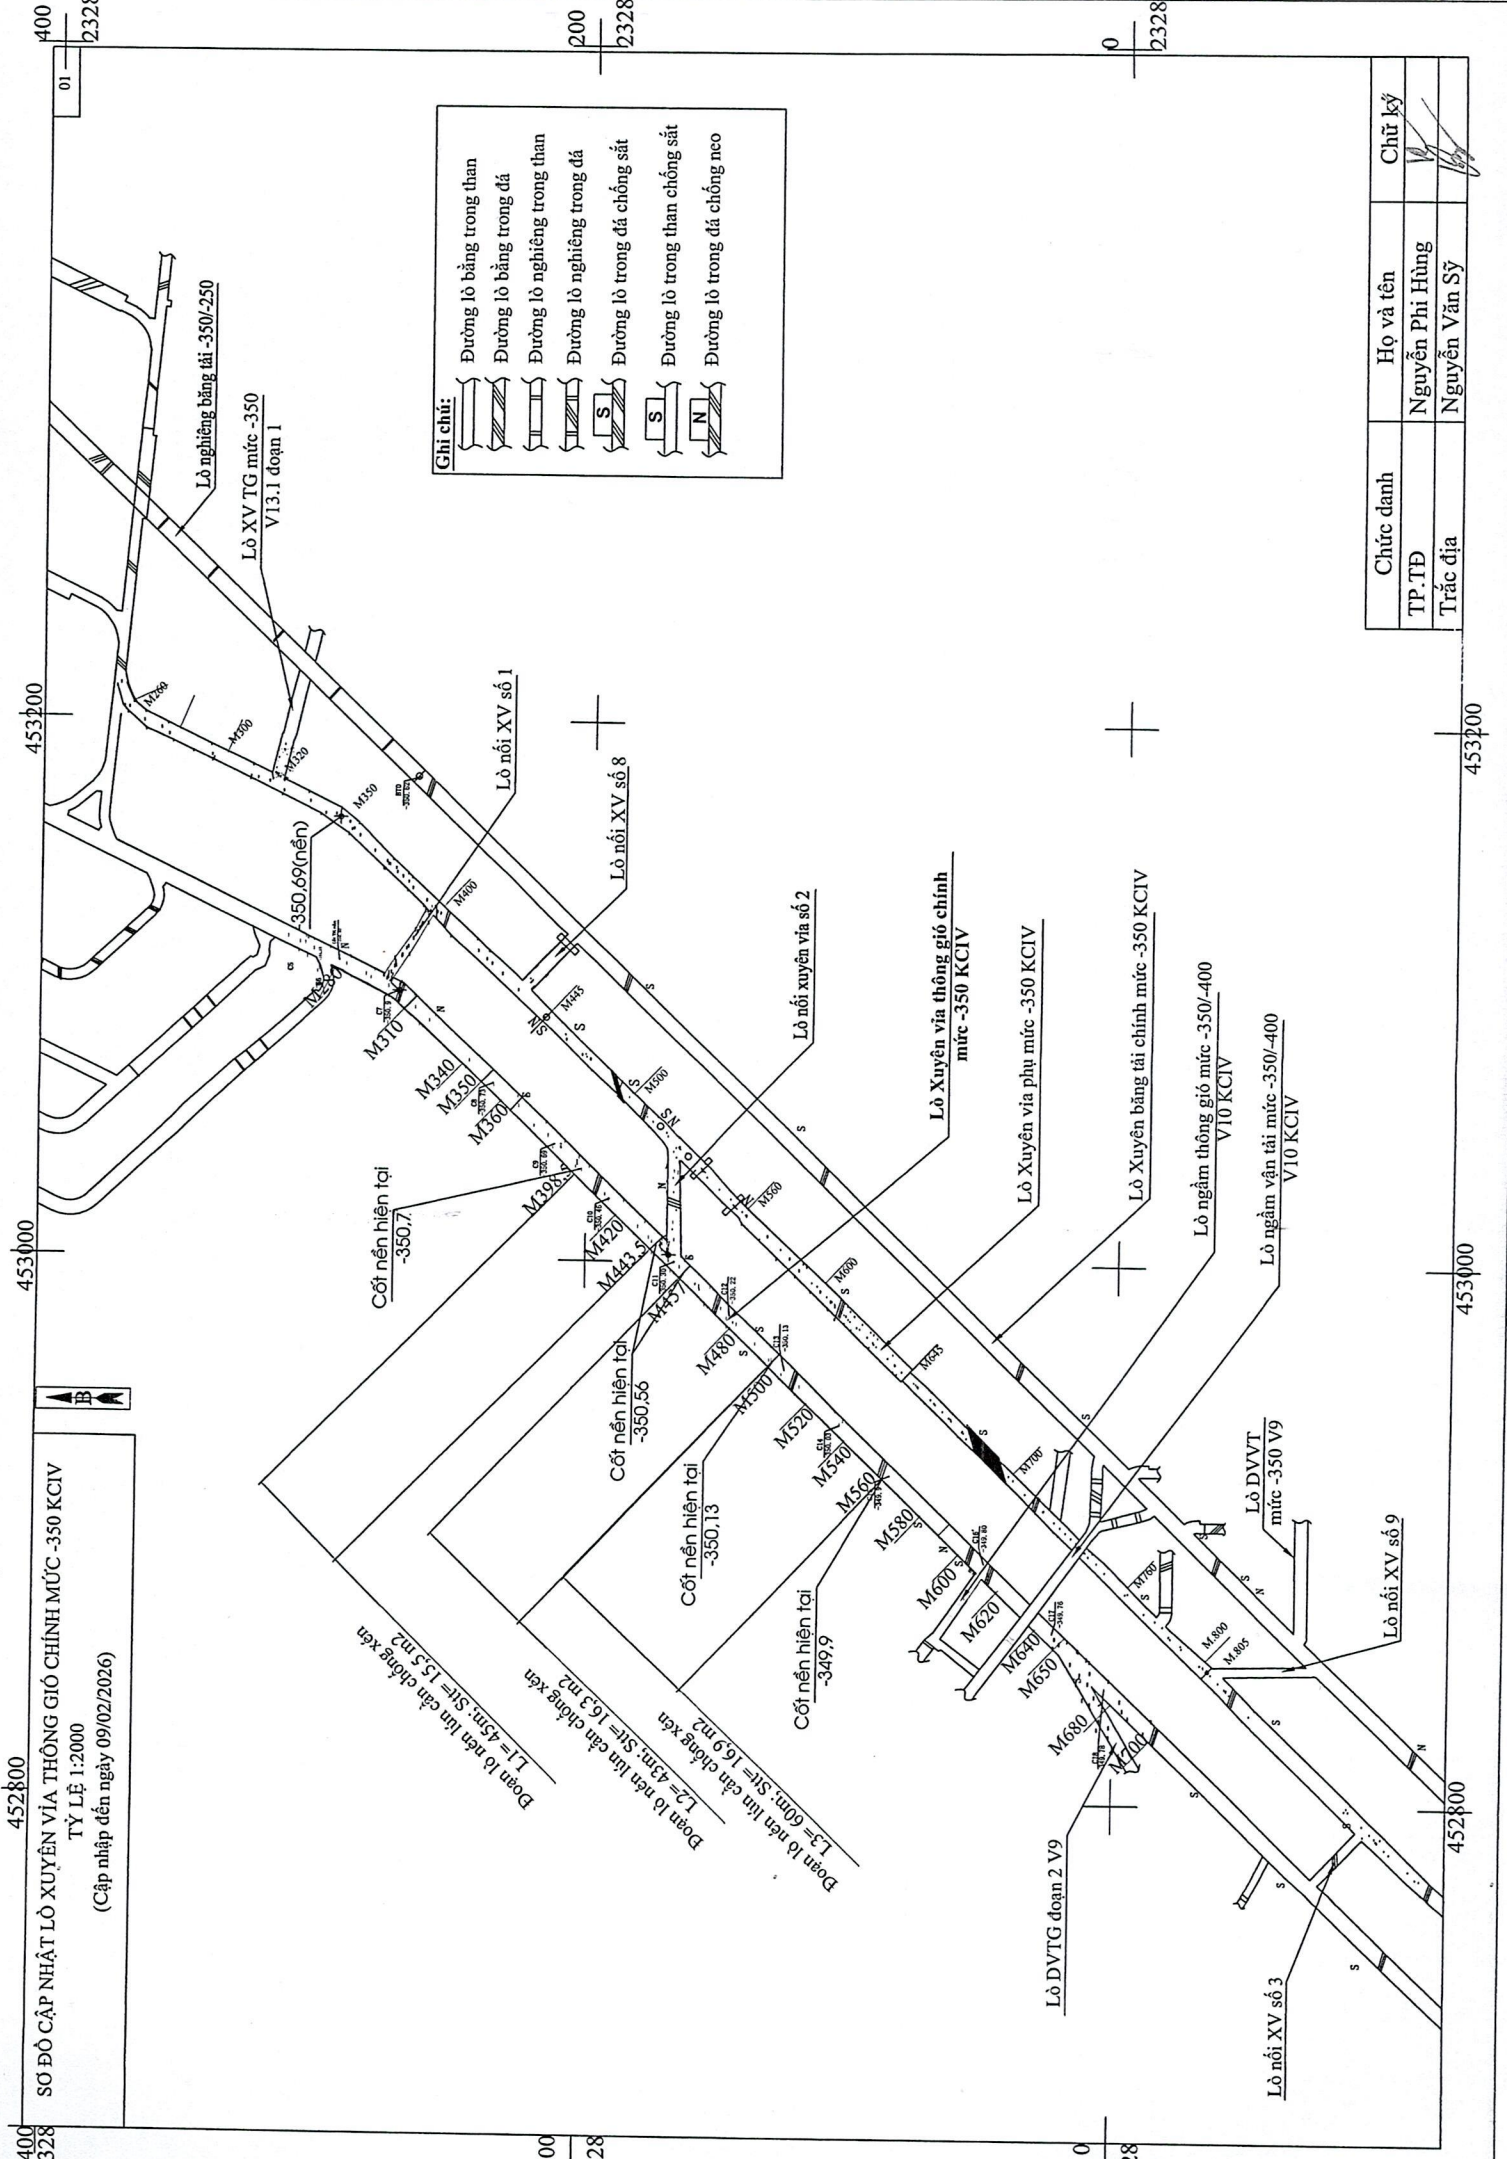 SƠ ĐỒ CẬP NHẬT LÒ XUYÊN VỈA THÔNG GIÓ CHÍNH MỨC -350 KCIV
TỶ LỆ 1:2000
(Cập nhập đến ngày 09/02/2026)
B
01
400
2328
200
2328
0
2328
453200
453000
452800
453200
453000
452800
Lò nghiêng băng tải -350/-250
Lò XV TG mức -350
V13.1 đoạn 1
Lò nối XV số 1
Lò nối XV số 8
Lò nối xuyên vỉa số 2
Lò Xuyên vỉa thông gió chính
mức -350 KCIV
Lò Xuyên vỉa phụ mức -350 KCIV
Lò Xuyên băng tải chính mức -350 KCIV
Lò ngầm thông gió mức -350/-400
V10 KCIV
Lò ngầm vận tải mức -350/-400
V10 KCIV
Lò DVVT
mức -350 V9
Lò nối XV số 9
Lò DVTG đoạn 2 V9
Lò nối XV số 3
-350,69(nền)
Cốt nền hiện tại
-350,7
Cốt nền hiện tại
-350,56
Cốt nền hiện tại
-350,13
Cốt nền hiện tại
-349,9
Đoạn lò nền lún cần chống xén
L1= 45m; Stt= 15,5 m2
Đoạn lò nền lún cần chống xén
L2= 43m; Stt= 16,3 m2
Đoạn lò nền lún cần chống xén
L3= 60m; Stt= 16,9 m2
M260
M300
M320
M350
M400
M445
M500
M560
M600
M645
M700
M760
M.800
M.805
M310
M340
M350
M360
M398,3
M420
M443,5
M457
M480
M500
M520
M540
M560
M580
M600
M620
M640
M650
M680
M700
Ghi chú:
Đường lò bằng trong than
Đường lò bằng trong đá
Đường lò nghiêng trong than
Đường lò nghiêng trong đá
S Đường lò trong đá chống sắt
S Đường lò trong than chống sắt
N Đường lò trong đá chống neo
Chức danh Họ và tên Chữ ký
TP.TĐ Nguyễn Phi Hùng
Trắc địa Nguyễn Văn Sỹ